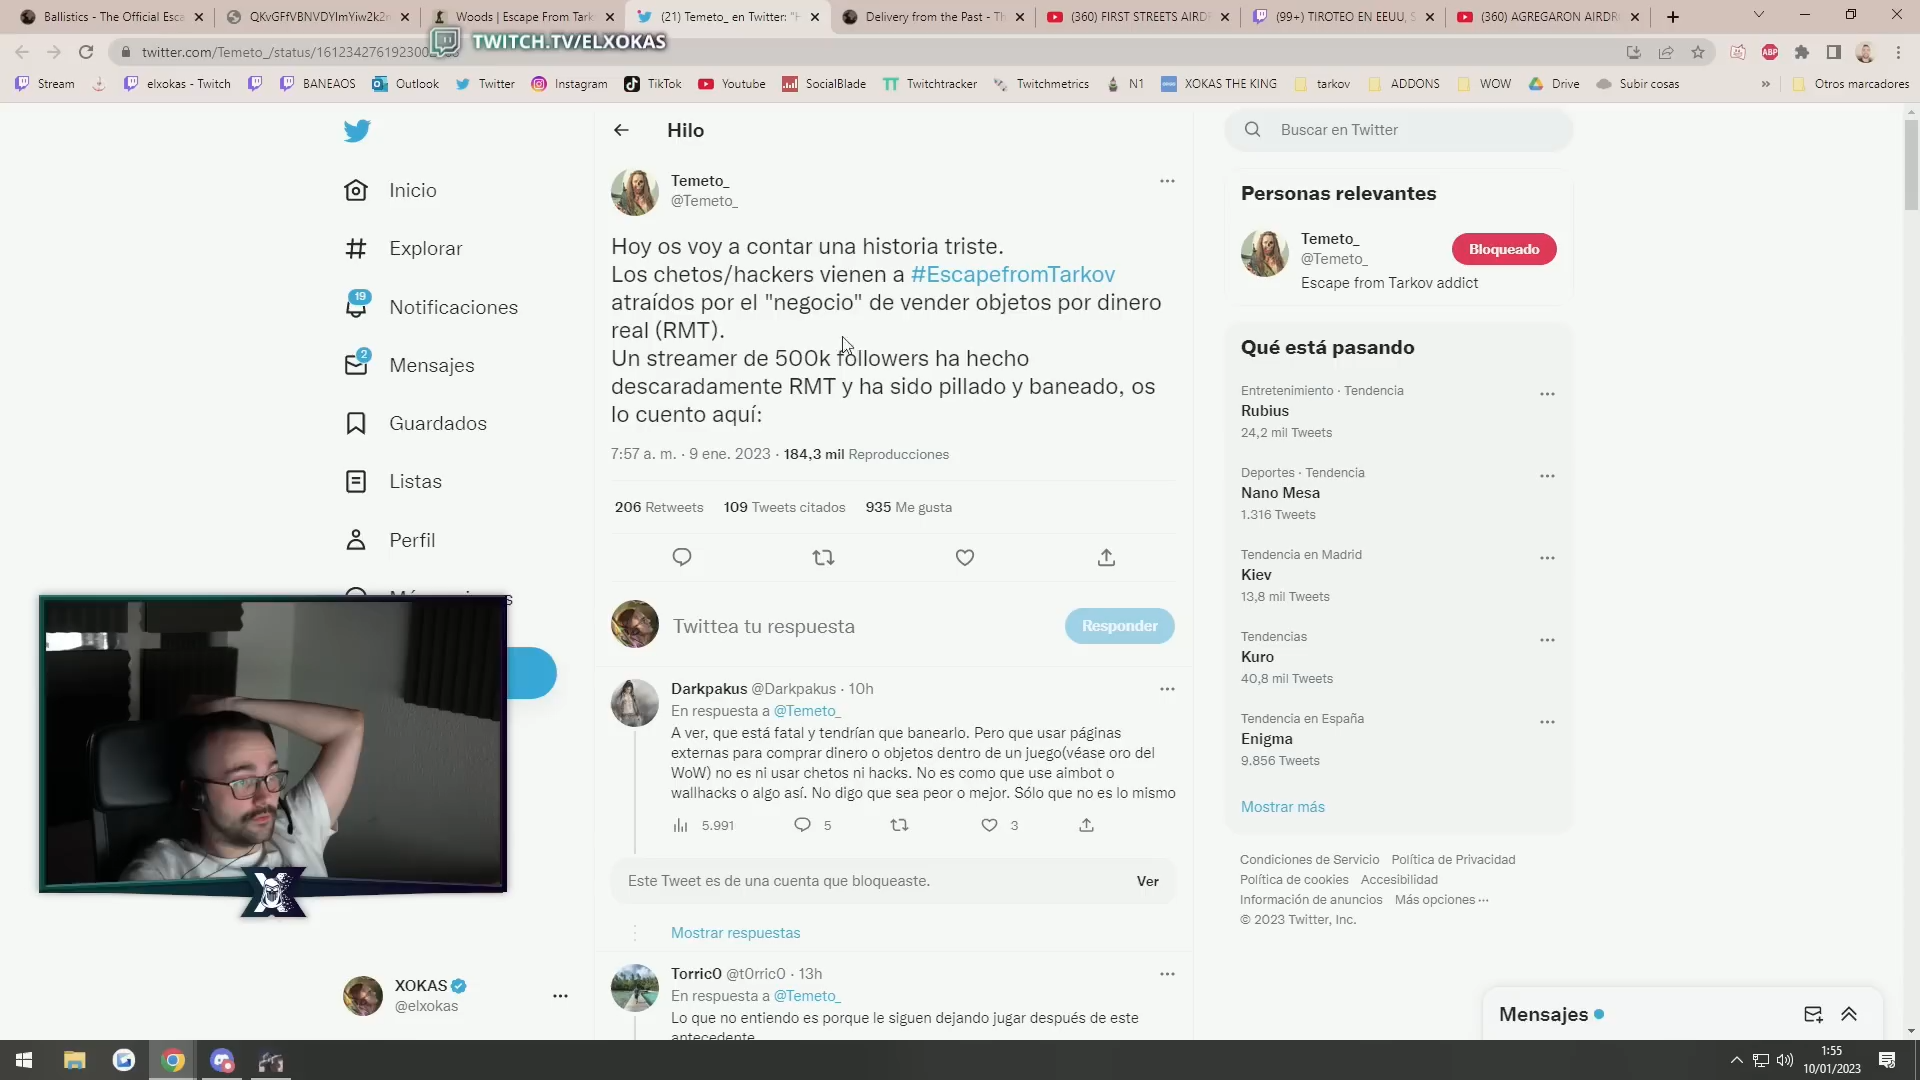 Ballistics - The Official Esca
QKvGFfVBNVDYImYiw2k2
Woods | Escape From Tark
(21) Temeto_ en Twitter: "H
Delivery from the Past - Th
(360) FIRST STREETS AIRDR
(99+) TIROTEO EN EEUU, S
(360) AGREGARON AIRDR
TWITCH.TV/ELXOKAS
twitter.com/Temeto_/status/16123427619230
ABP
Stream
elxokas - Twitch
BANEAOS
Outlook
Twitter
Instagram
TikTok
Youtube
SocialBlade
Twitchtracker
Twitchmetrics
N1
XOKAS THE KING
tarkov
ADDONS
WOW
Drive
Subir cosas
Otros marcadores
Inicio
Explorar
19
Notificaciones
2
Mensajes
Guardados
Listas
Perfil
XOKAS
@elxokas
Hilo
Temeto_
@Temeto_
Hoy os voy a contar una historia triste.
Los chetos/hackers vienen a #EscapefromTarkov
atraídos por el "negocio" de vender objetos por dinero
real (RMT).
Un streamer de 500k followers ha hecho
descaradamente RMT y ha sido pillado y baneado, os
lo cuento aquí:
7:57 a. m. · 9 ene. 2023 · 184,3 mil Reproducciones
206 Retweets 109 Tweets citados 935 Me gusta
Twittea tu respuesta
Responder
Darkpakus @Darkpakus · 10h
En respuesta a @Temeto_
A ver, que está fatal y tendrían que banearlo. Pero que usar páginas
externas para comprar dinero o objetos dentro de un juego(véase oro del
WoW) no es ni usar chetos ni hacks. No es como que use aimbot o
wallhacks o algo así. No digo que sea peor o mejor. Sólo que no es lo mismo
5.991 5 3
Este Tweet es de una cuenta que bloqueaste.
Ver
Mostrar respuestas
Torric0 @t0rric0 · 13h
En respuesta a @Temeto_
Lo que no entiendo es porque le siguen dejando jugar después de este
antecedente
Buscar en Twitter
Personas relevantes
Temeto_
@Temeto_
Bloqueado
Escape from Tarkov addict
Qué está pasando
Entretenimiento · Tendencia
Rubius
24,2 mil Tweets
Deportes · Tendencia
Nano Mesa
1.316 Tweets
Tendencia en Madrid
Kiev
13,8 mil Tweets
Tendencias
Kuro
40,8 mil Tweets
Tendencia en España
Enigma
9.856 Tweets
Mostrar más
Condiciones de Servicio Política de Privacidad
Política de cookies Accesibilidad
Información de anuncios Más opciones ···
© 2023 Twitter, Inc.
Mensajes
1:55
10/01/2023